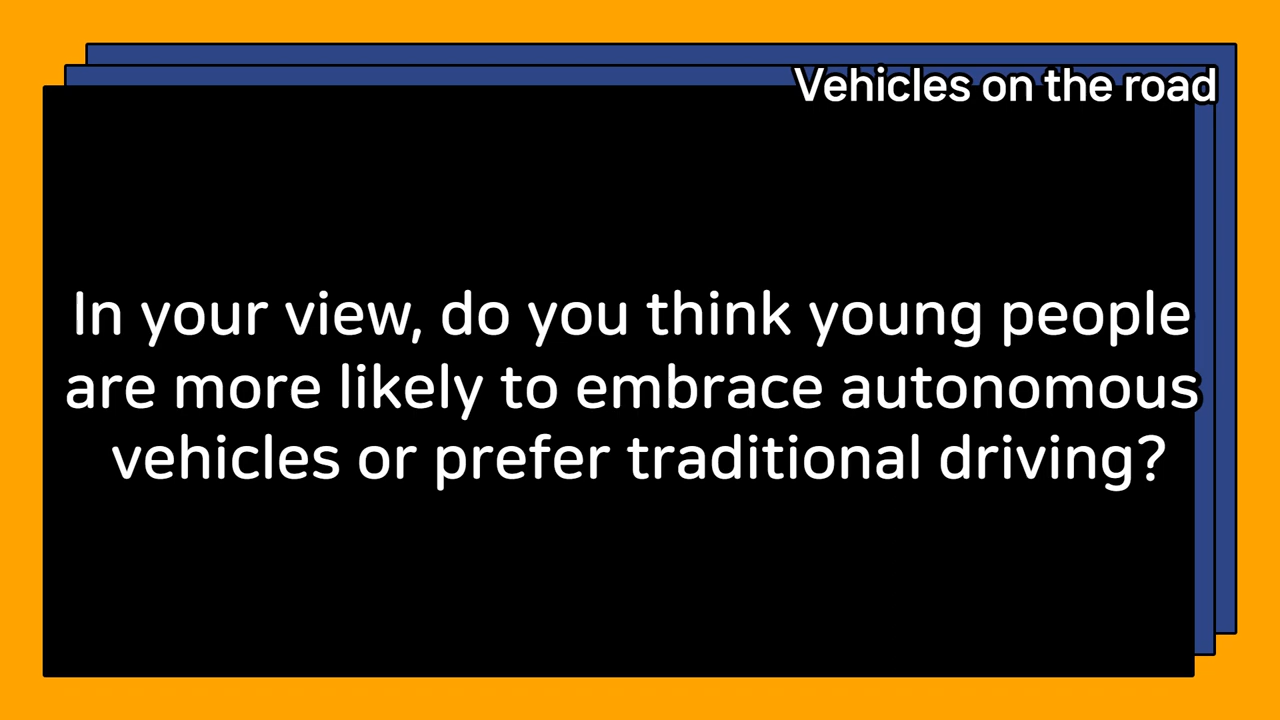 Vehicles on the road
In your view, do you think young people
are more likely to embrace autonomous
vehicles or prefer traditional driving?